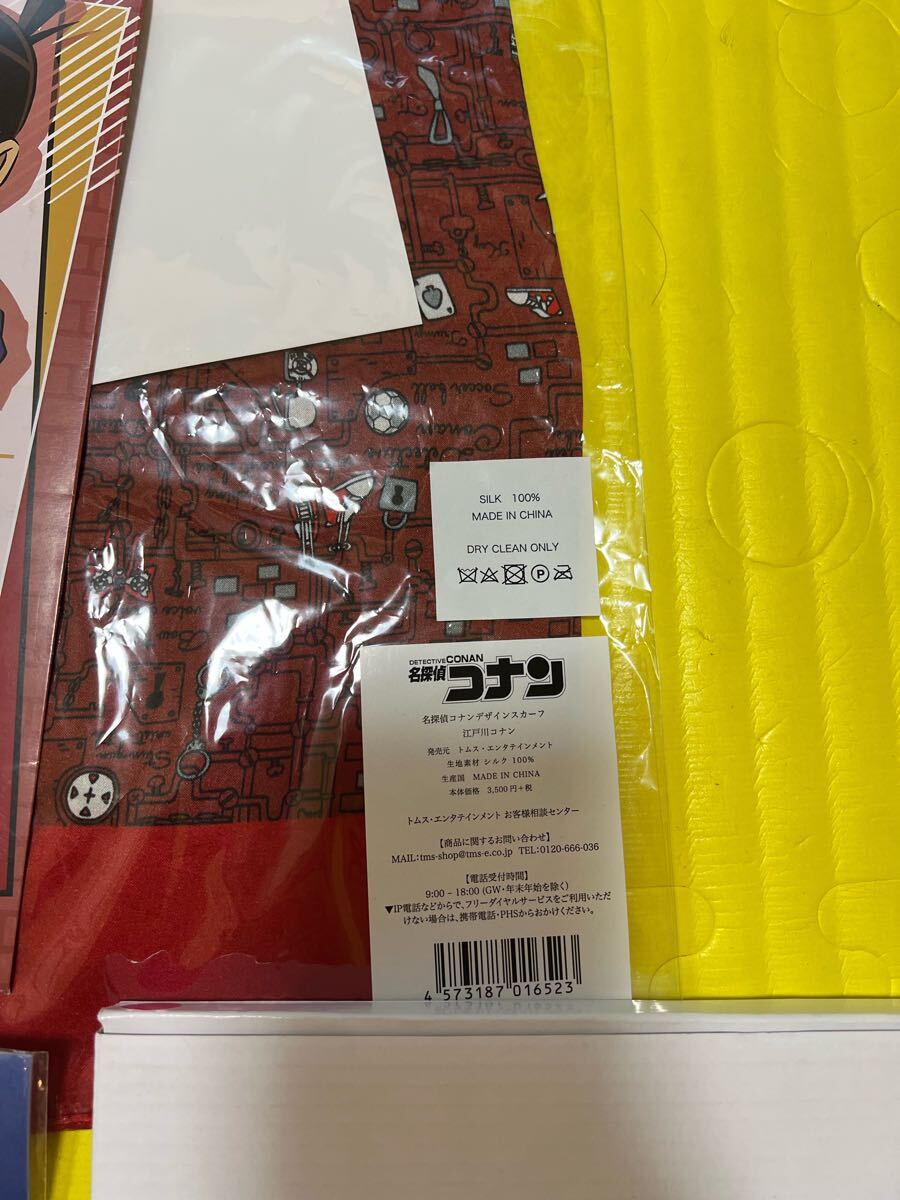 Key
Trump
Soccer ball
Conan
Detective
SILK 100%
MADE IN CHINA
DRY CLEAN ONLY
P
DETECTIVE CONAN
名探偵コナン
名探偵コナンデザインスカーフ
江戸川コナン
発売元 トムス・エンタテインメント
生地素材 シルク 100%
生産国 MADE IN CHINA
本体価格 3,500円+税
トムス・エンタテインメント お客様相談センター
【商品に関するお問い合わせ】
MAIL:tms-shop@tms-e.co.jp TEL:0120-666-036
【電話受付時間】
9:00 – 18:00 (GW・年末年始を除く)
▼IP電話などからで、フリーダイヤルサービスをご利用いただ
けない場合は、携帯電話・PHSからおかけください。
4 573187 016523